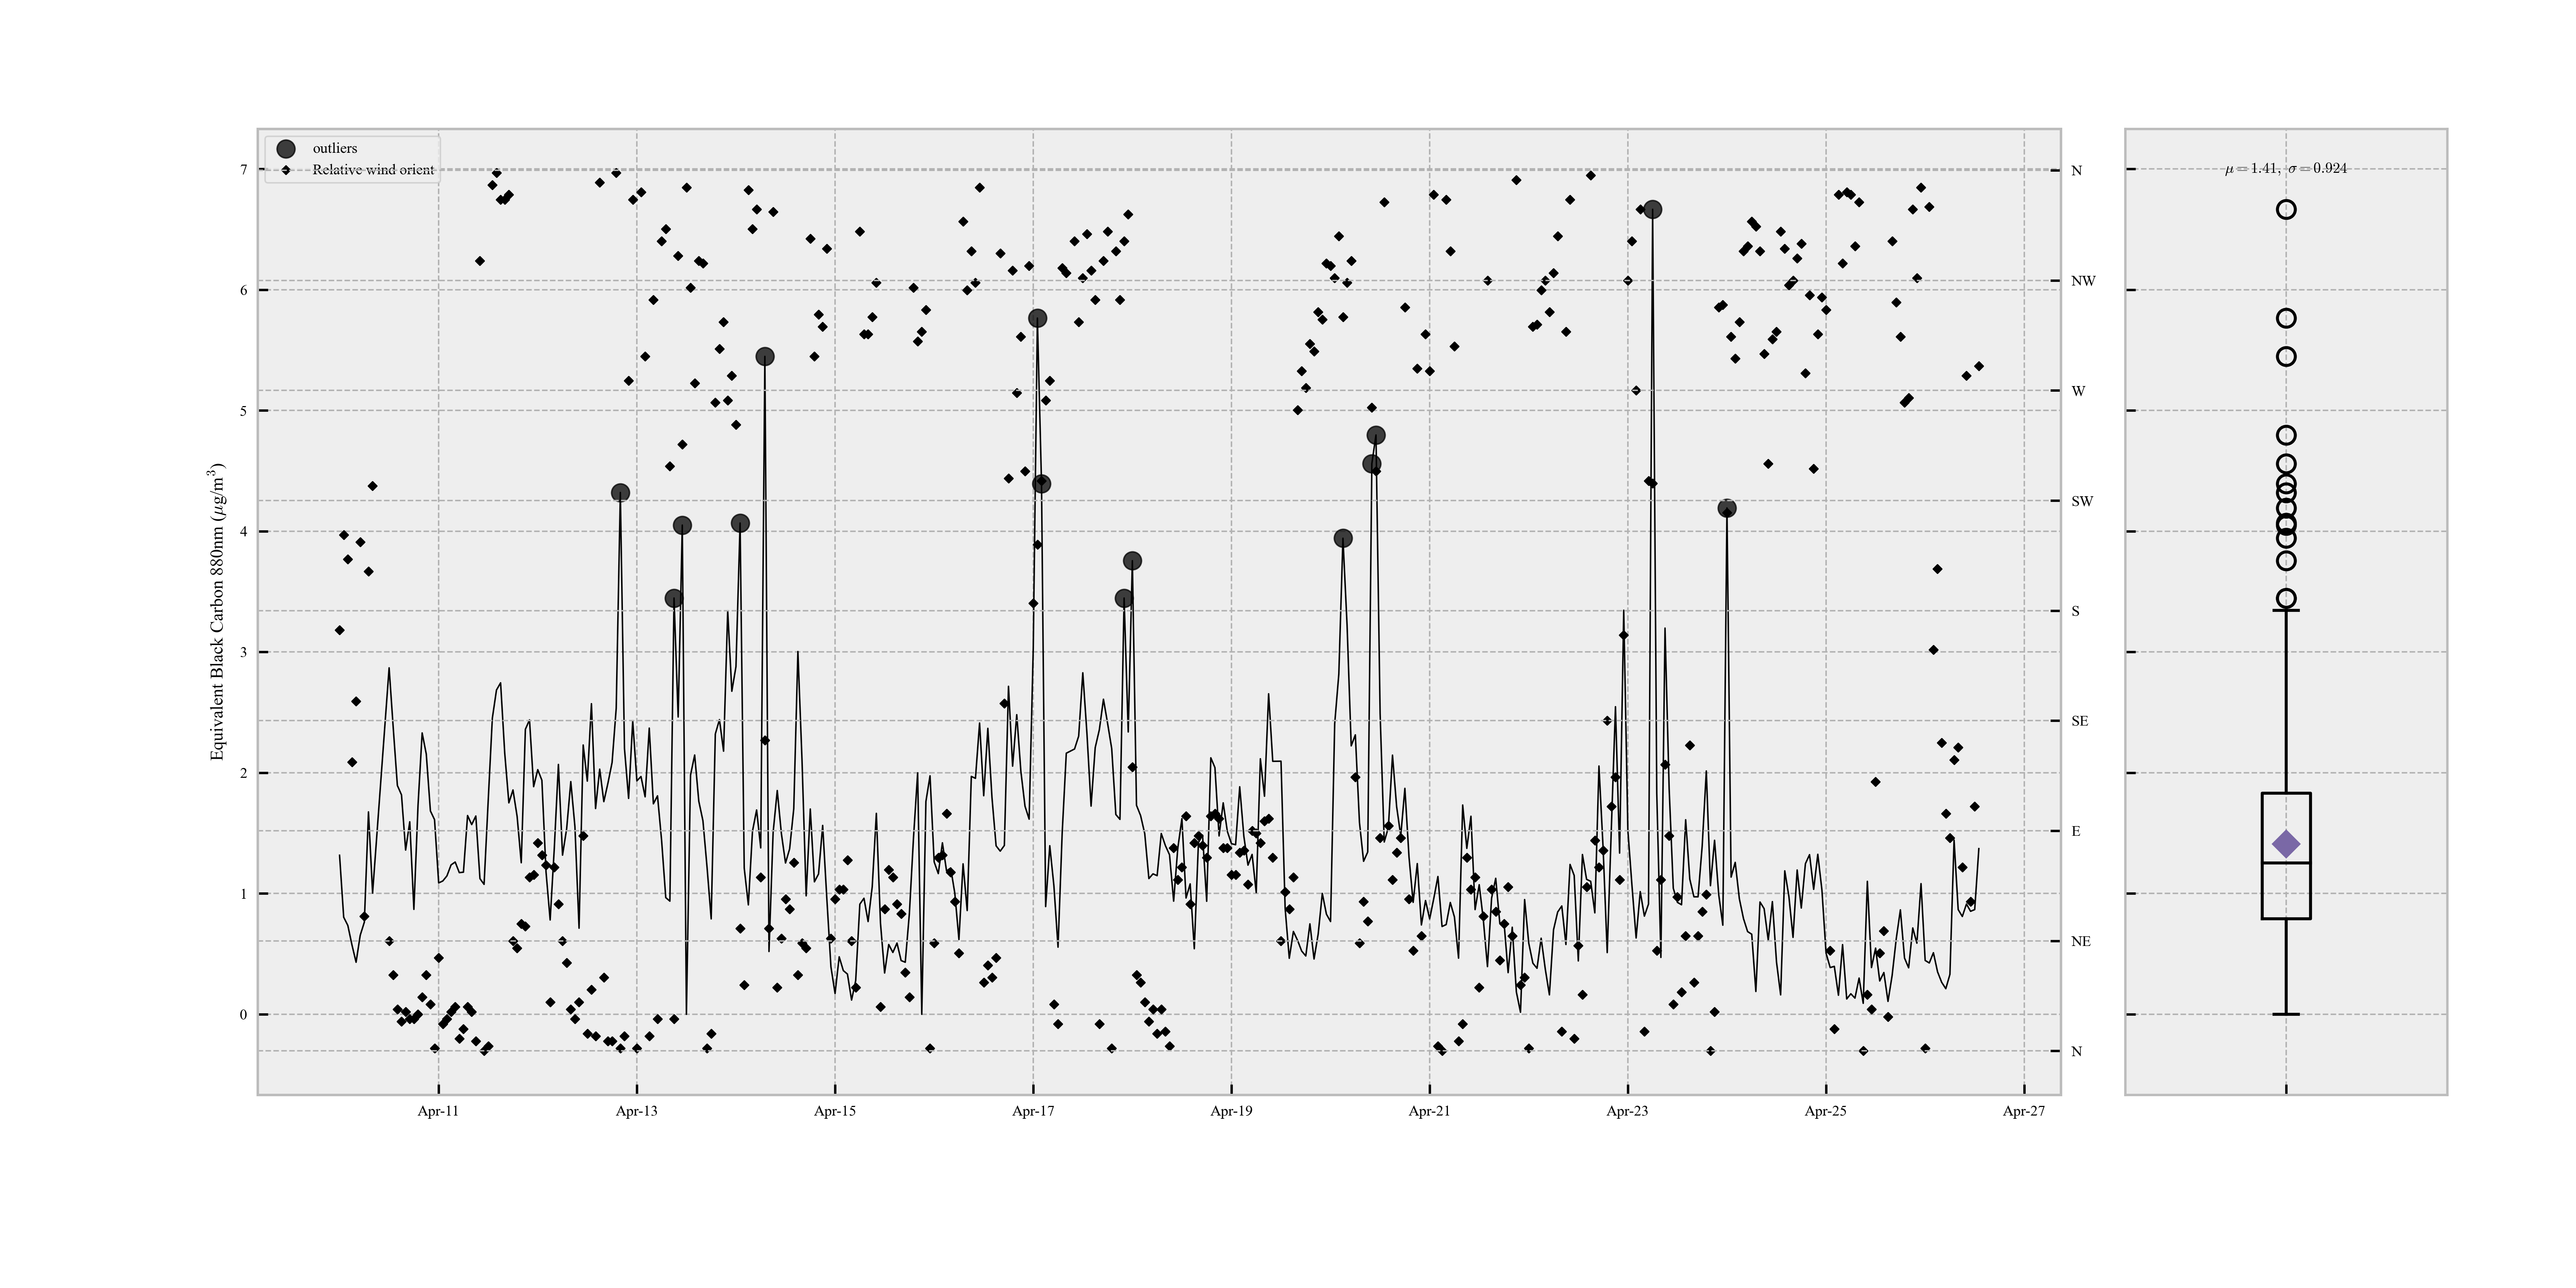 outliers
Relative wind orient
Equivalent Black Carbon 880nm (μg/m³)
7
6
5
4
3
2
1
0
N
NW
W
SW
S
SE
E
NE
N
Apr-11
Apr-13
Apr-15
Apr-17
Apr-19
Apr-21
Apr-23
Apr-25
Apr-27
μ=1.41, σ=0.924